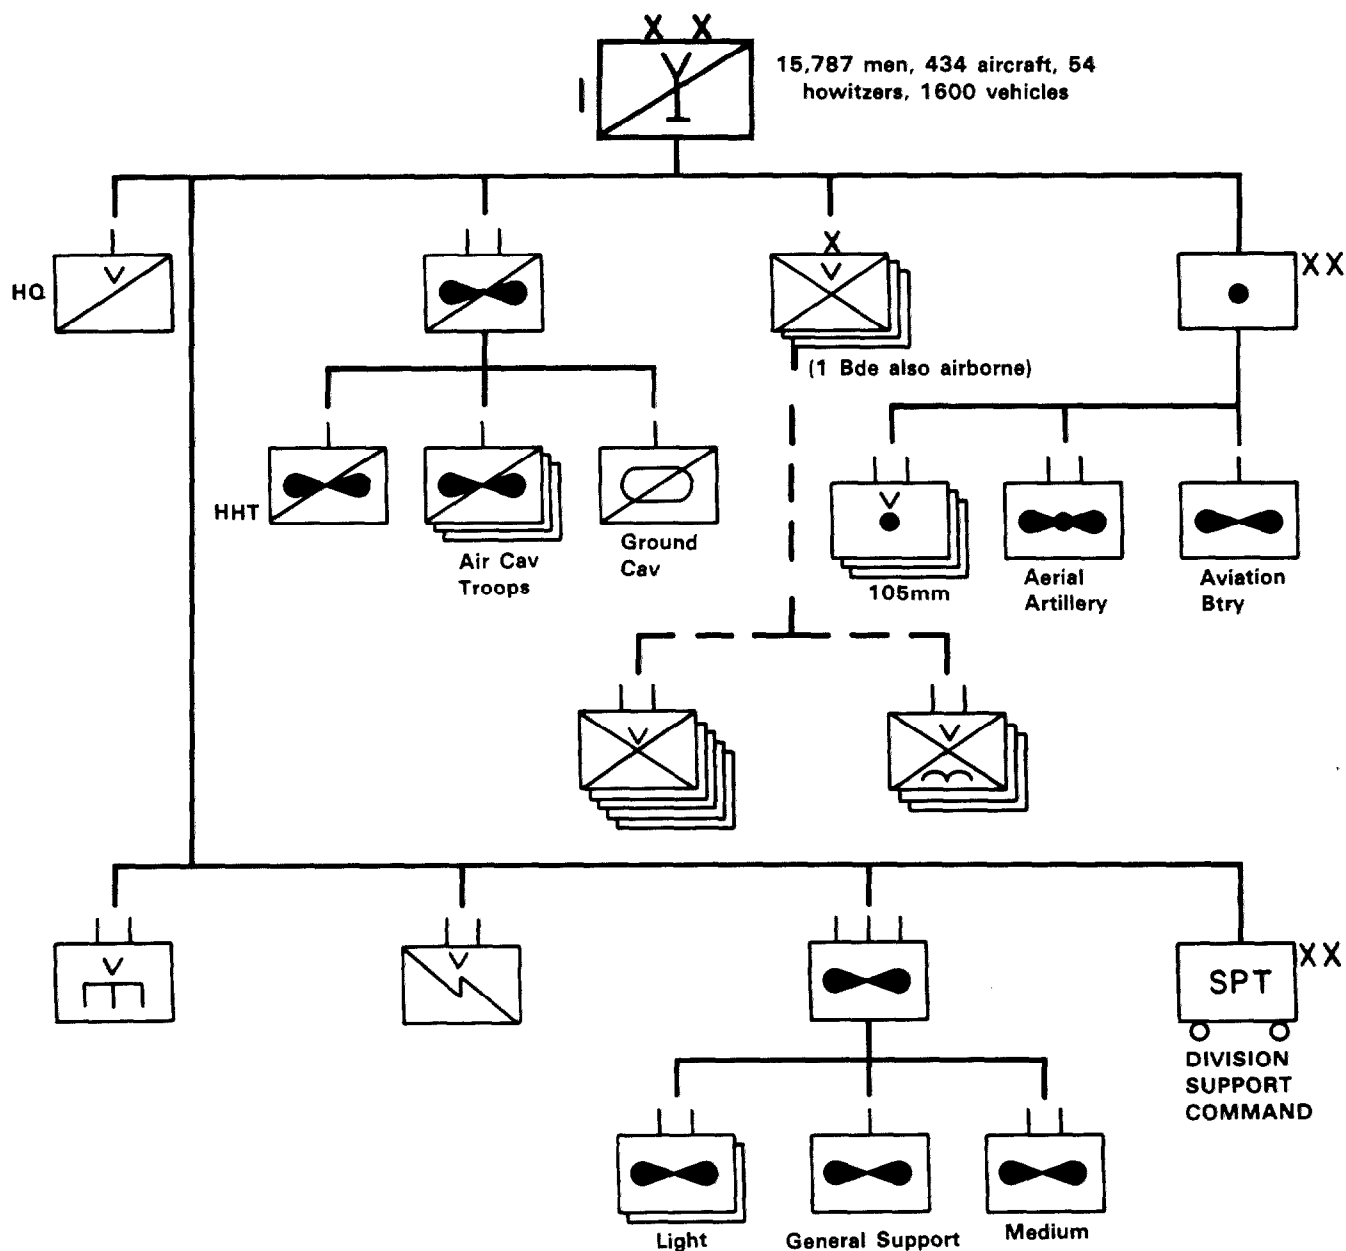 X X
15,787 men, 434 aircraft, 54
howitzers, 1600 vehicles
HQ
X
XX
(1 Bde also airborne)
HHT
Air Cav
Troops
Ground
Cav
105mm
Aerial
Artillery
Aviation
Btry
SPT
XX
DIVISION
SUPPORT
COMMAND
Light
General Support
Medium